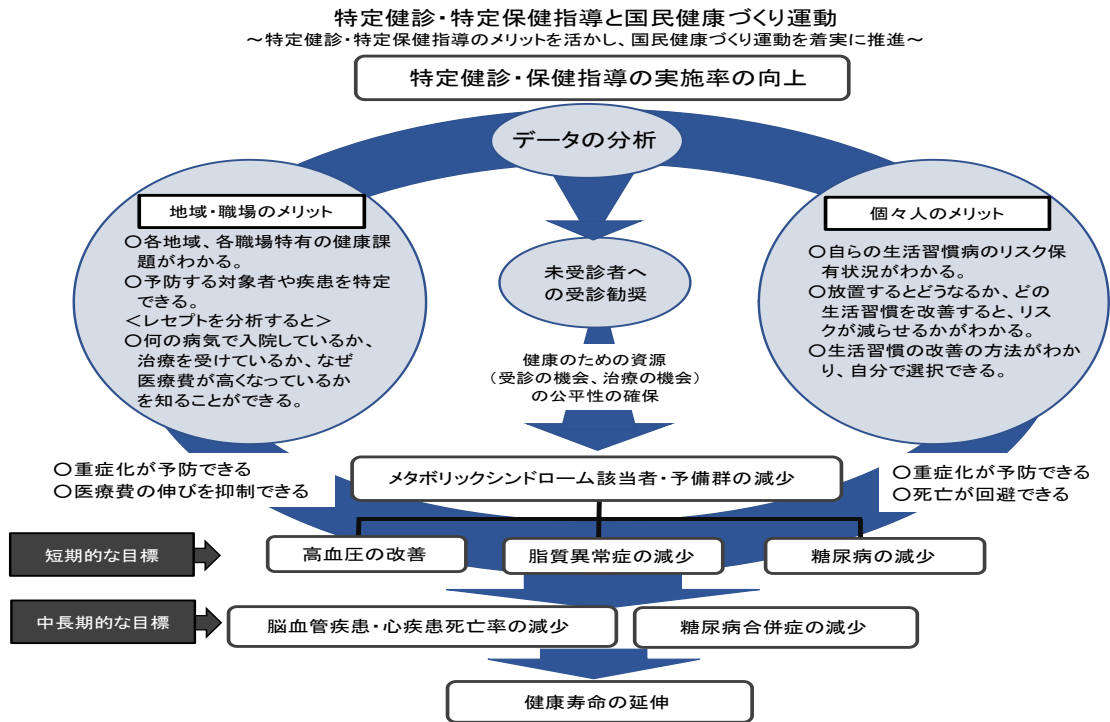 特定健診・特定保健指導と国民健康づくり運動
～特定健診・特定保健指導のメリットを活かし、国民健康づくり運動を着実に推進～
特定健診・保健指導の実施率の向上
データの分析
地域・職場のメリット
○各地域、各職場特有の健康課
題がわかる。
○予防する対象者や疾患を特定
できる。
＜レセプトを分析すると＞
○何の病気で入院しているか、
治療を受けているか、なぜ
医療費が高くなっているか
を知ることができる。
未受診者へ
の受診勧奨
個々人のメリット
○自らの生活習慣病のリスク保
有状況がわかる。
○放置するとどうなるか、どの
生活習慣を改善すると、リス
クが減らせるかがわかる。
○生活習慣の改善の方法がわか
り、自分で選択できる。
健康のための資源
（受診の機会、治療の機会）
の公平性の確保
○重症化が予防できる
○医療費の伸びを抑制できる
○重症化が予防できる
○死亡が回避できる
メタボリックシンドローム該当者・予備群の減少
短期的な目標
高血圧の改善
脂質異常症の減少
糖尿病の減少
中長期的な目標
脳血管疾患・心疾患死亡率の減少
糖尿病合併症の減少
健康寿命の延伸